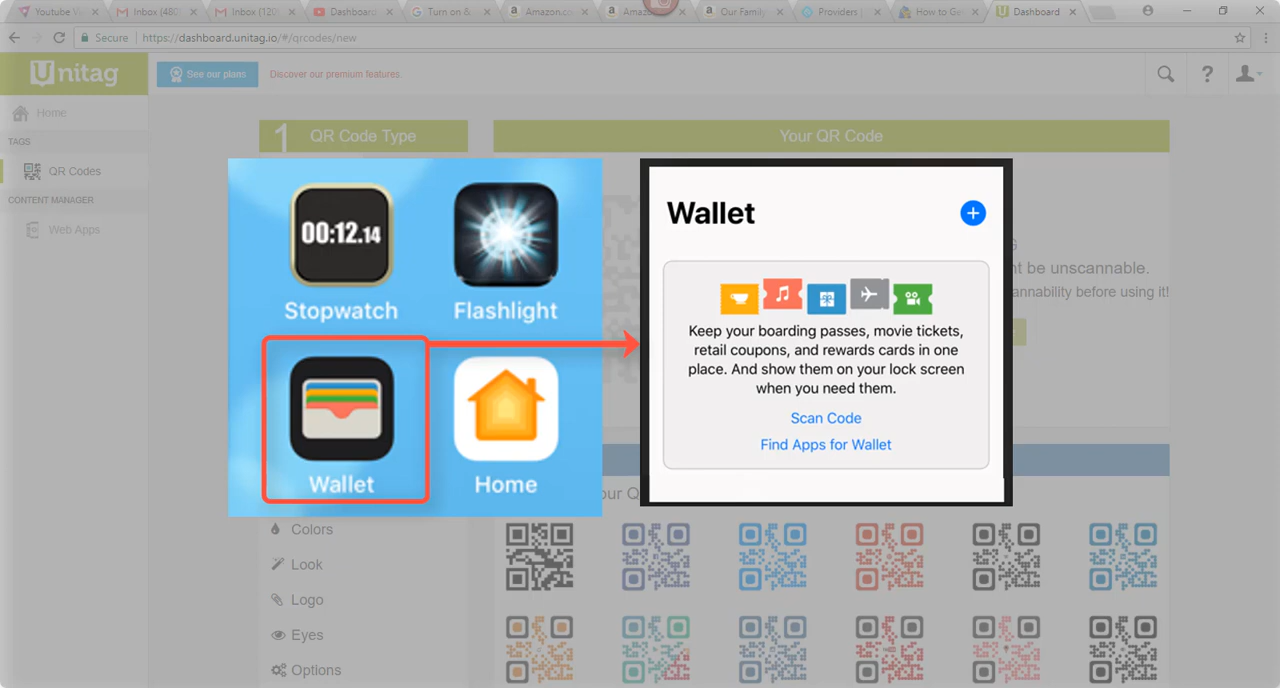 Youtube Vi
Inbox (480
Inbox (120
Dashboard
Turn on &
Amazon.co
Amazo
Our Family
Providers |
How to Ge
Dashboard
Secure https://dashboard.unitag.io/#/qrcodes/new
Unitag
See our plans
Discover our premium features.
Home
TAGS
QR Codes
CONTENT MANAGER
Web Apps
1 QR Code Type
Your QR Code
00:12.14
Stopwatch
Flashlight
Wallet
Home
Wallet
Keep your boarding passes, movie tickets,
retail coupons, and rewards cards in one
place. And show them on your lock screen
when you need them.
Scan Code
Find Apps for Wallet
be unscannable.
before using it!
Colors
Look
Logo
Eyes
Options